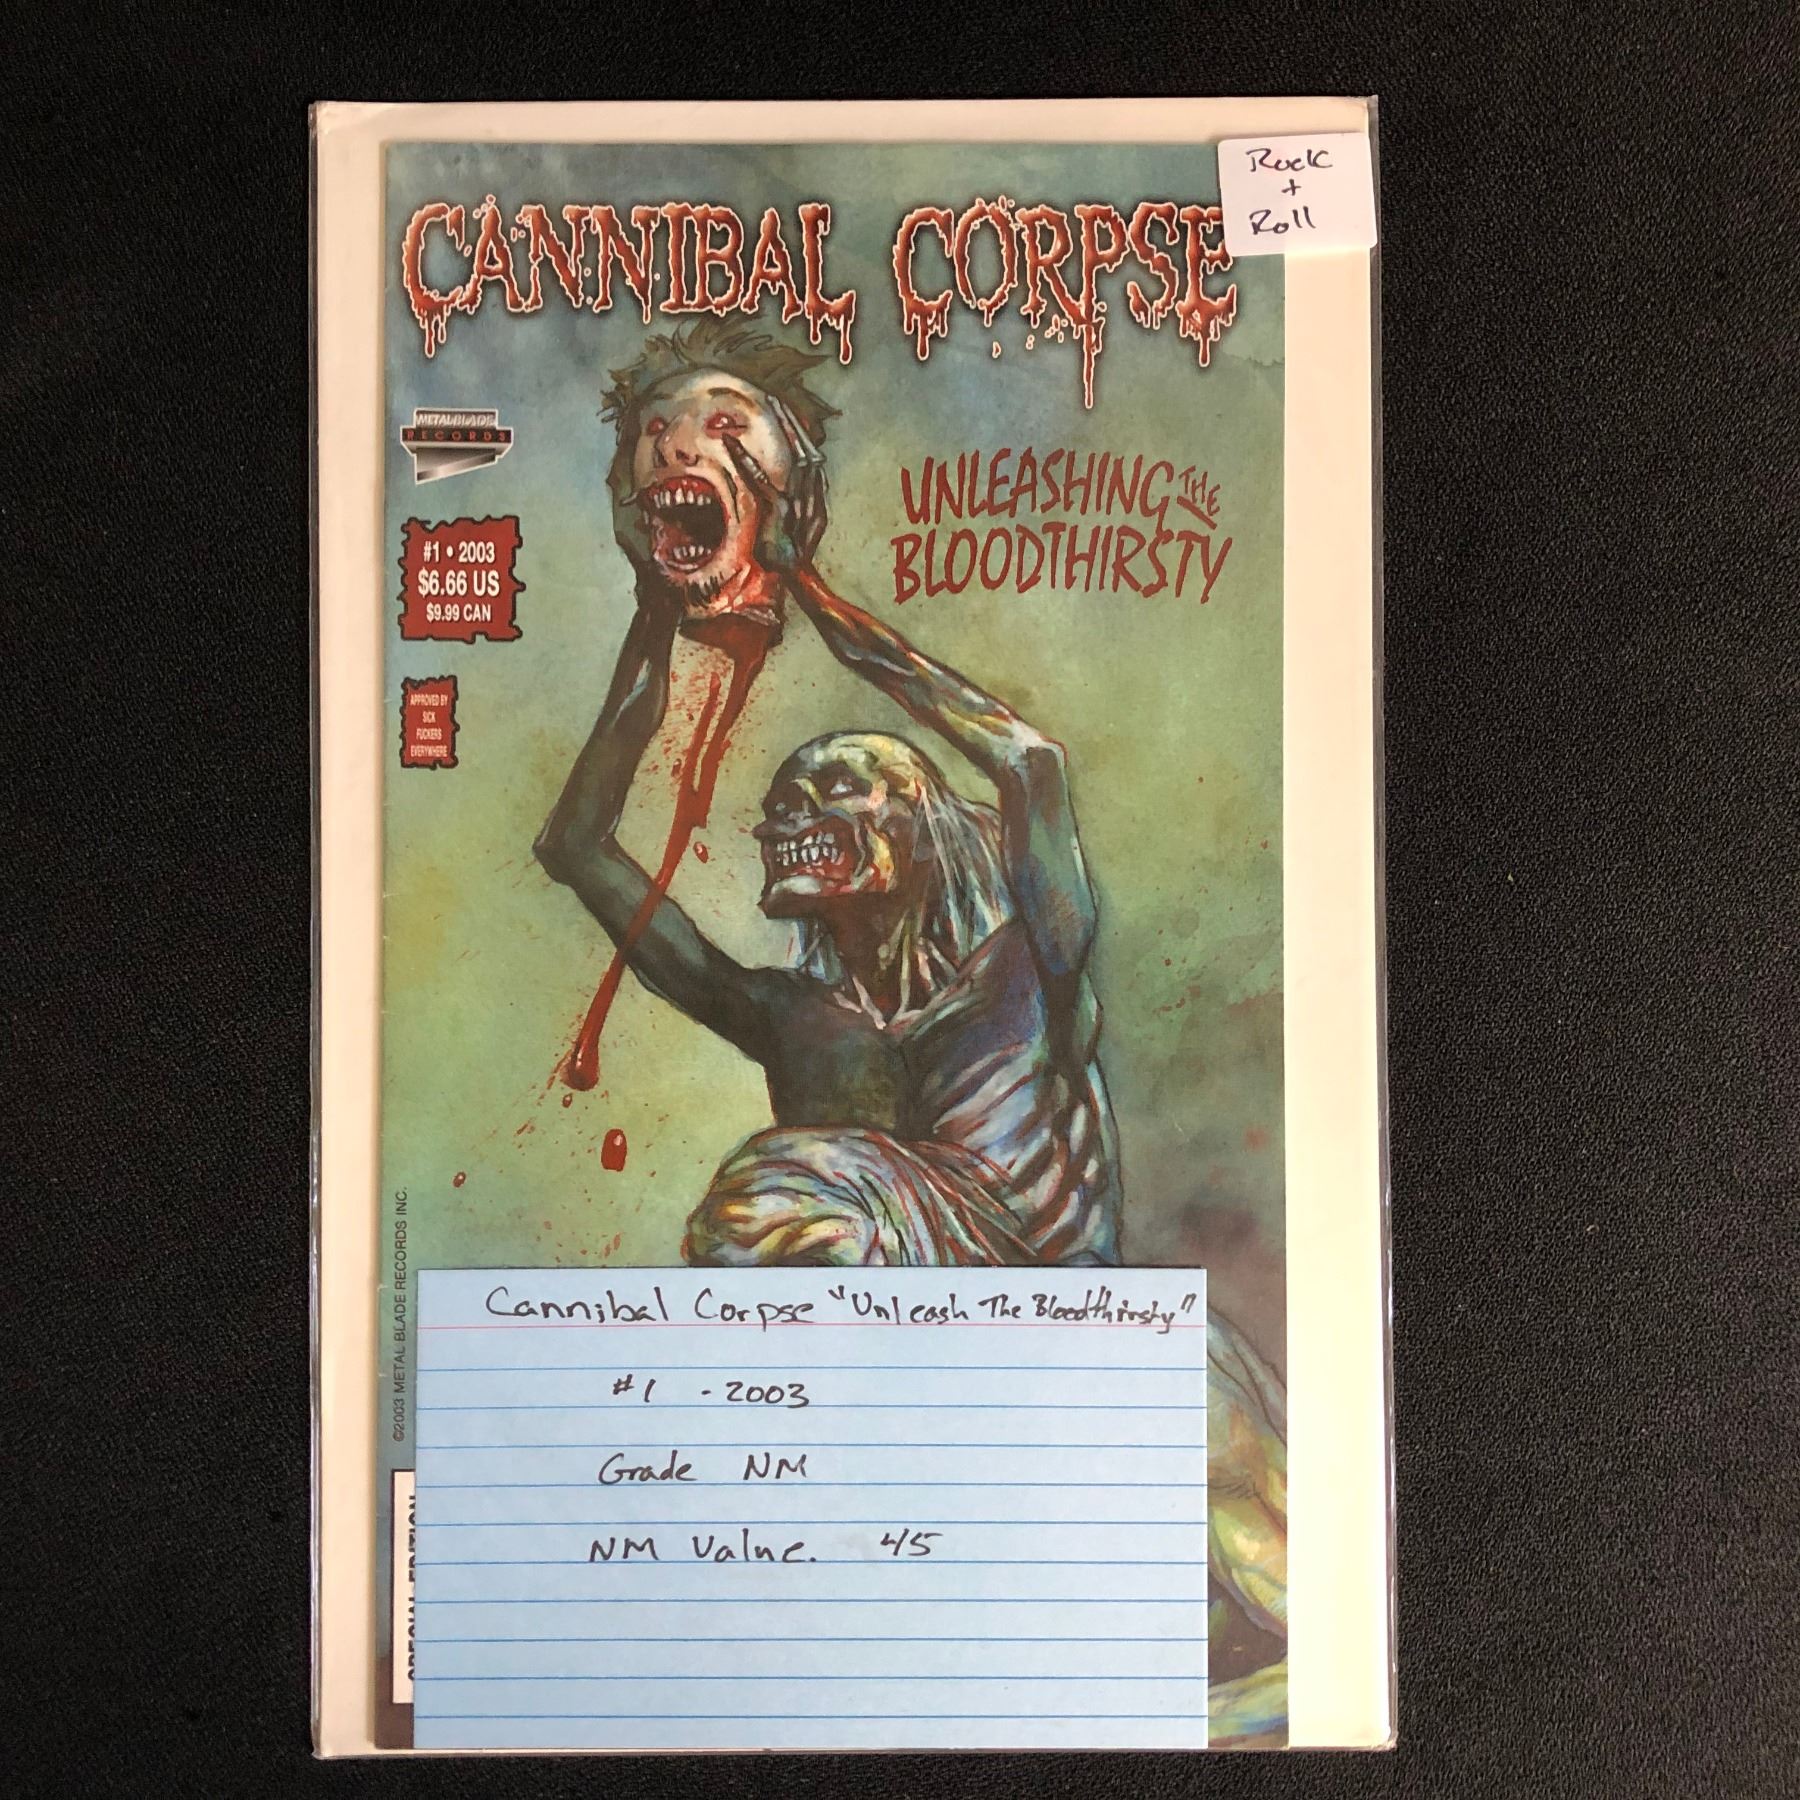 Rock
+
Roll
CANNIBAL CORPSE
METAL BLADE
RECORDS
UNLEASHING THE
BLOODTHIRSTY
#1 • 2003
$6.66 US
$9.99 CAN
APPROVED BY
SICK
FUCKERS
EVERYWHERE
©2003 METAL BLADE RECORDS INC.
SPECIAL EDITION
Cannibal Corpse "Unleash The Bloodthirsty"
#1 - 2003
Grade NM
NM Value. 45